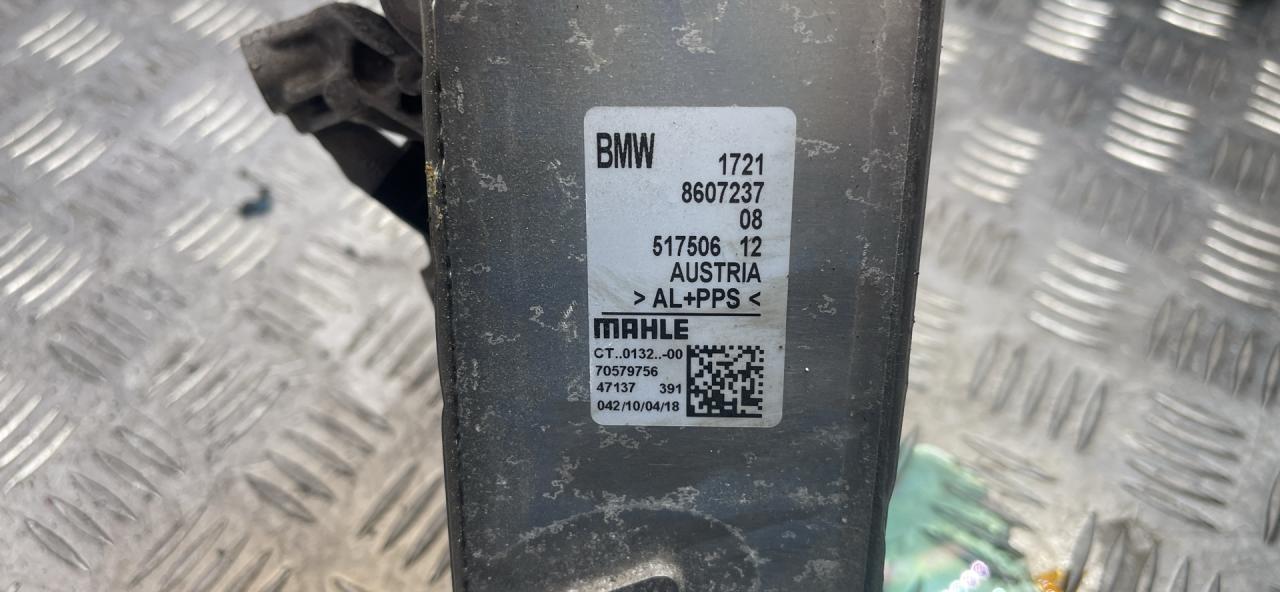 BMW 1721
8607237
08
517506 12
AUSTRIA
> AL+PPS <
MAHLE
CT..0132..-00
70579756
47137 391
042/10/04/18